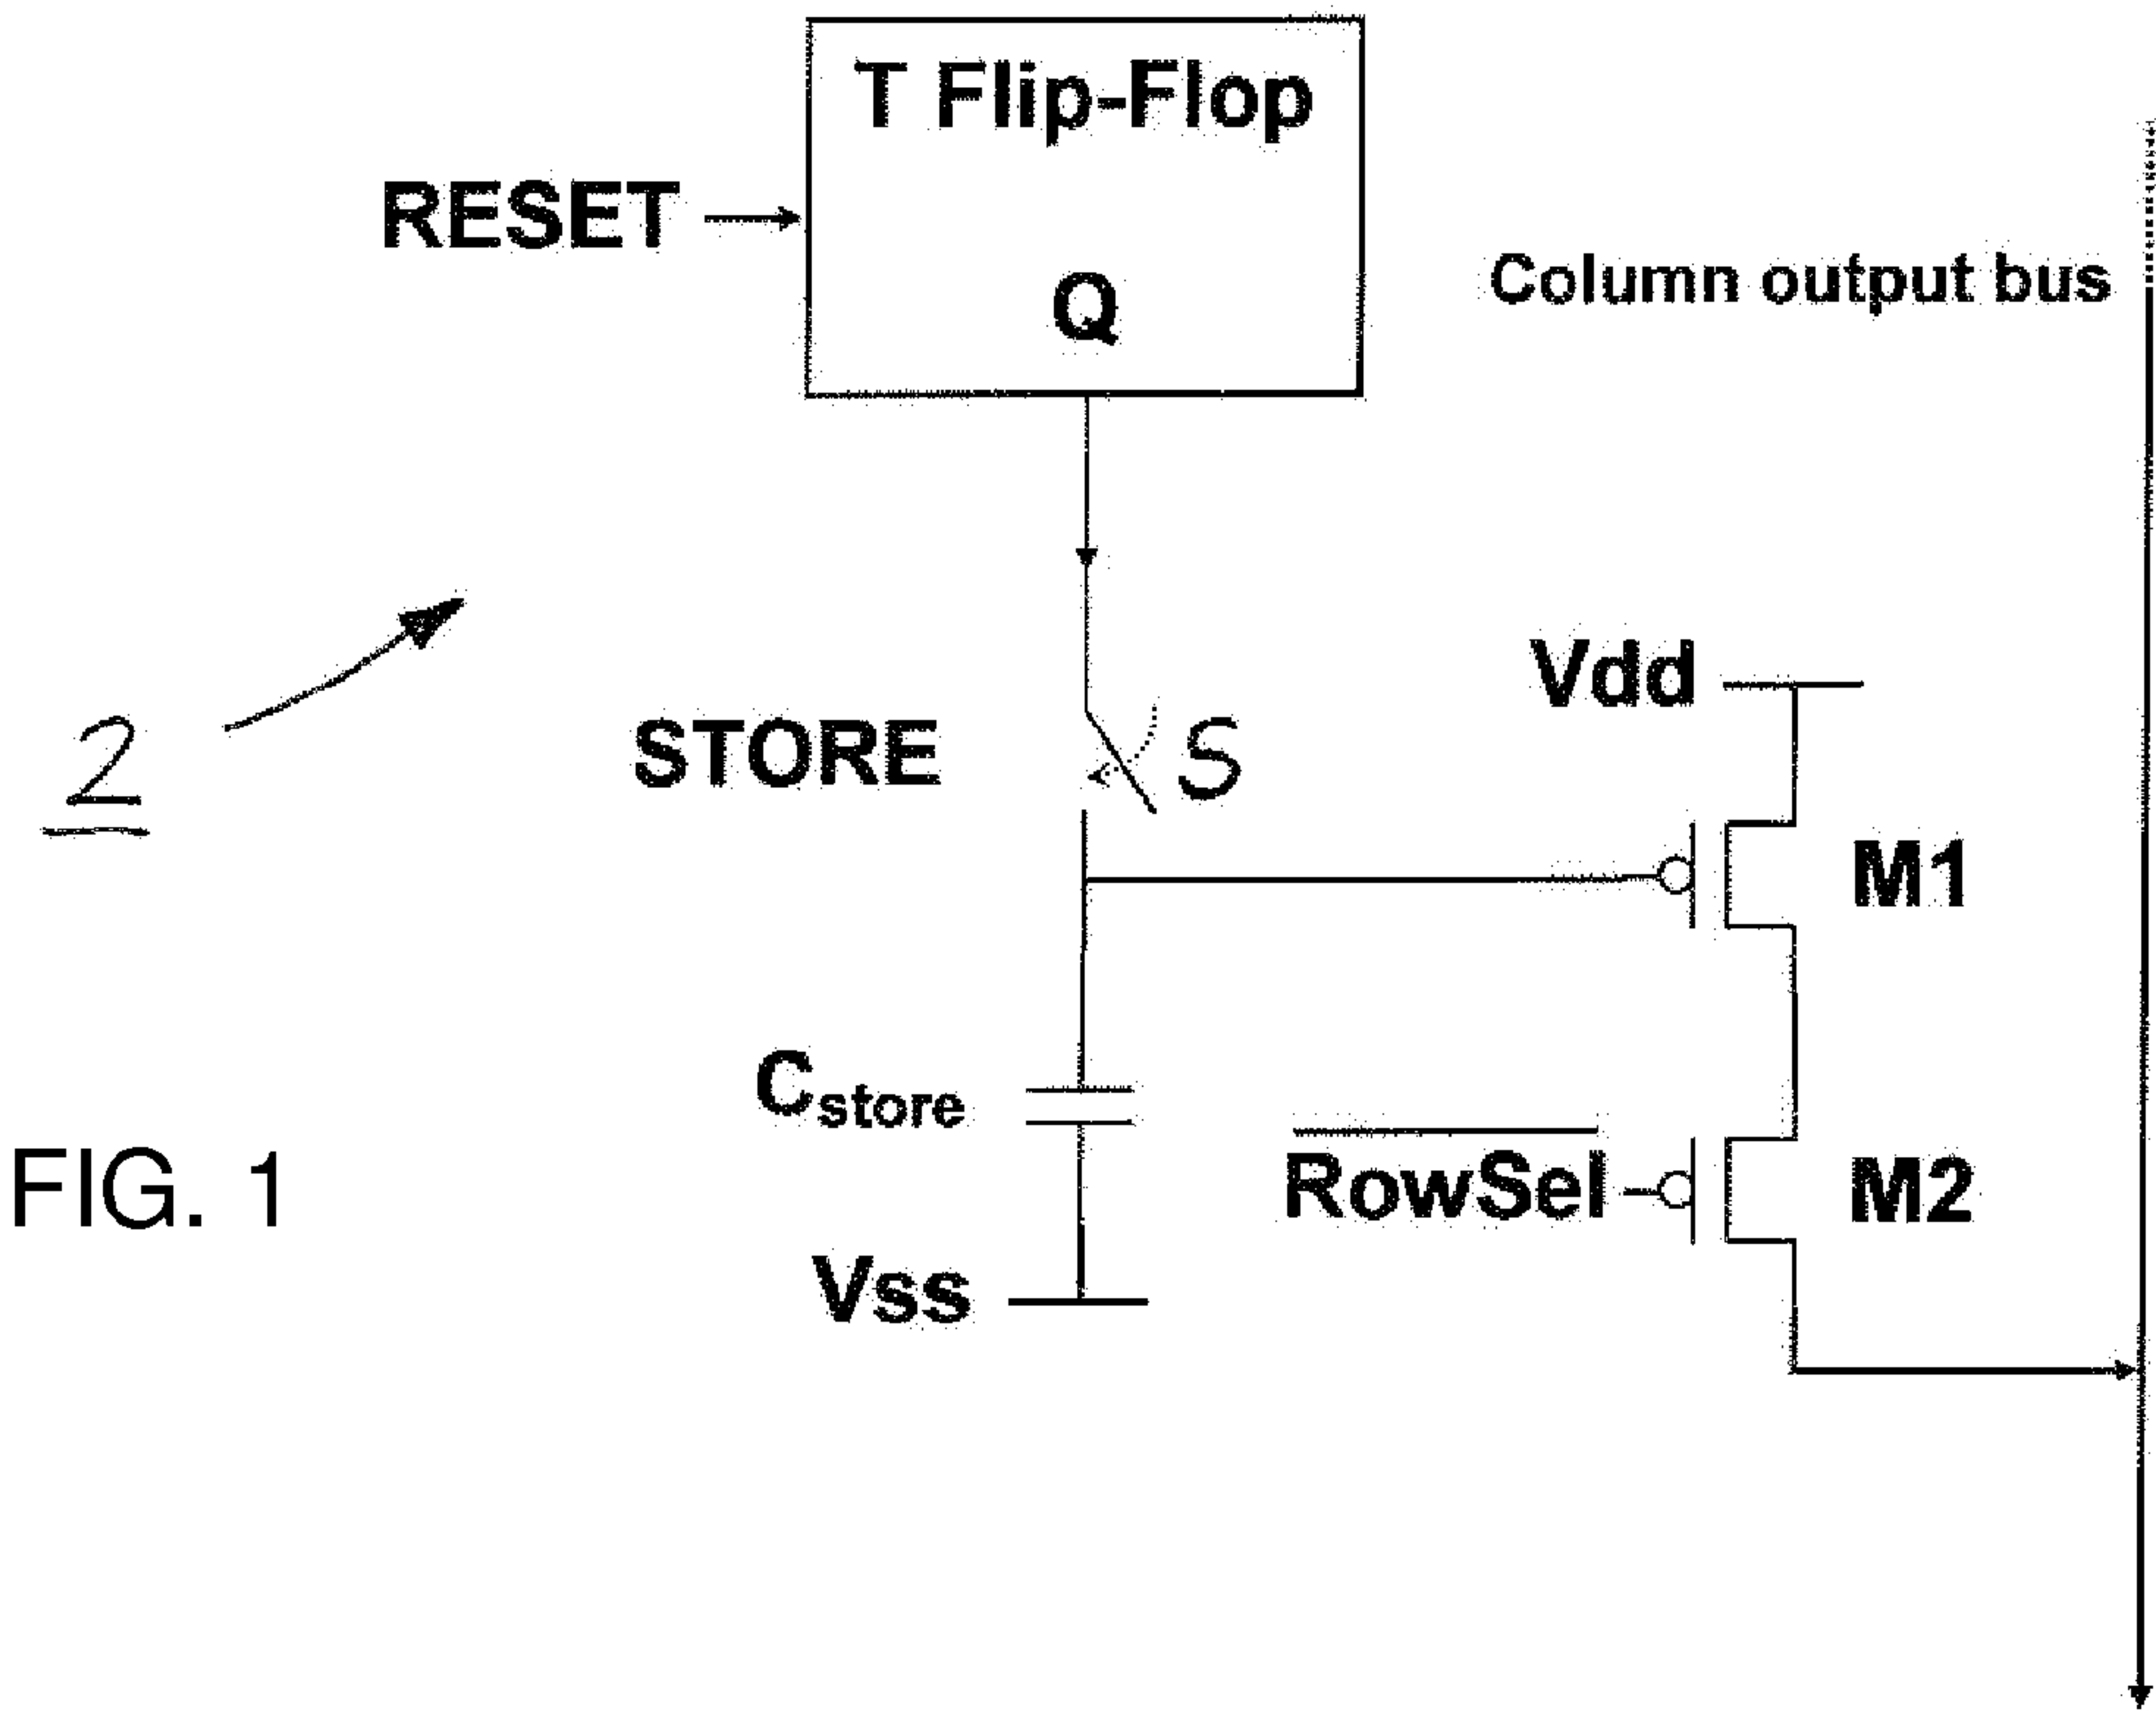 T Flip-Flop
RESET
Q
Column output bus
Vdd
2
STORE
S
M1
Cstore
RowSel
M2
FIG. 1
Vss